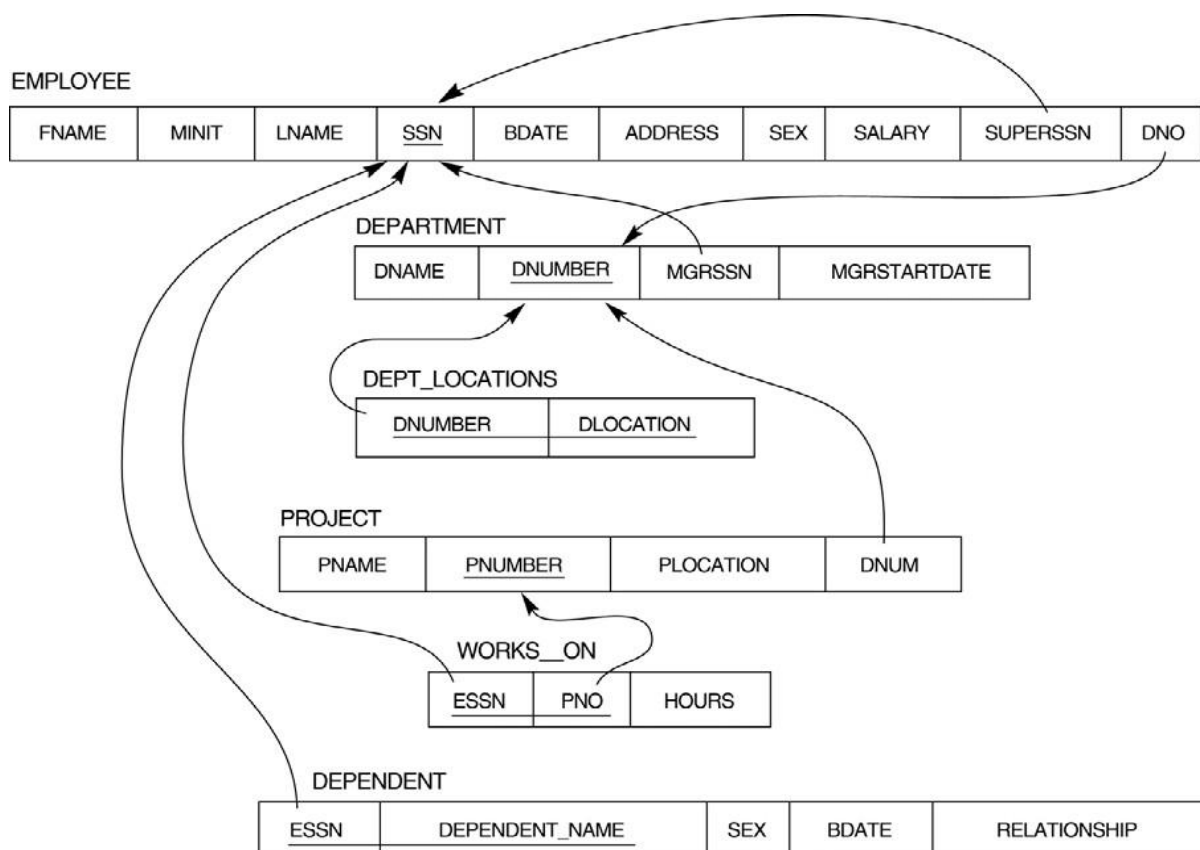 EMPLOYEE
FNAME MINIT LNAME SSN BDATE ADDRESS SEX SALARY SUPERSSN DNO
DEPARTMENT
DNAME DNUMBER MGRSSN MGRSTARTDATE
DEPT_LOCATIONS
DNUMBER DLOCATION
PROJECT
PNAME PNUMBER PLOCATION DNUM
WORKS__ON
ESSN PNO HOURS
DEPENDENT
ESSN DEPENDENT_NAME SEX BDATE RELATIONSHIP